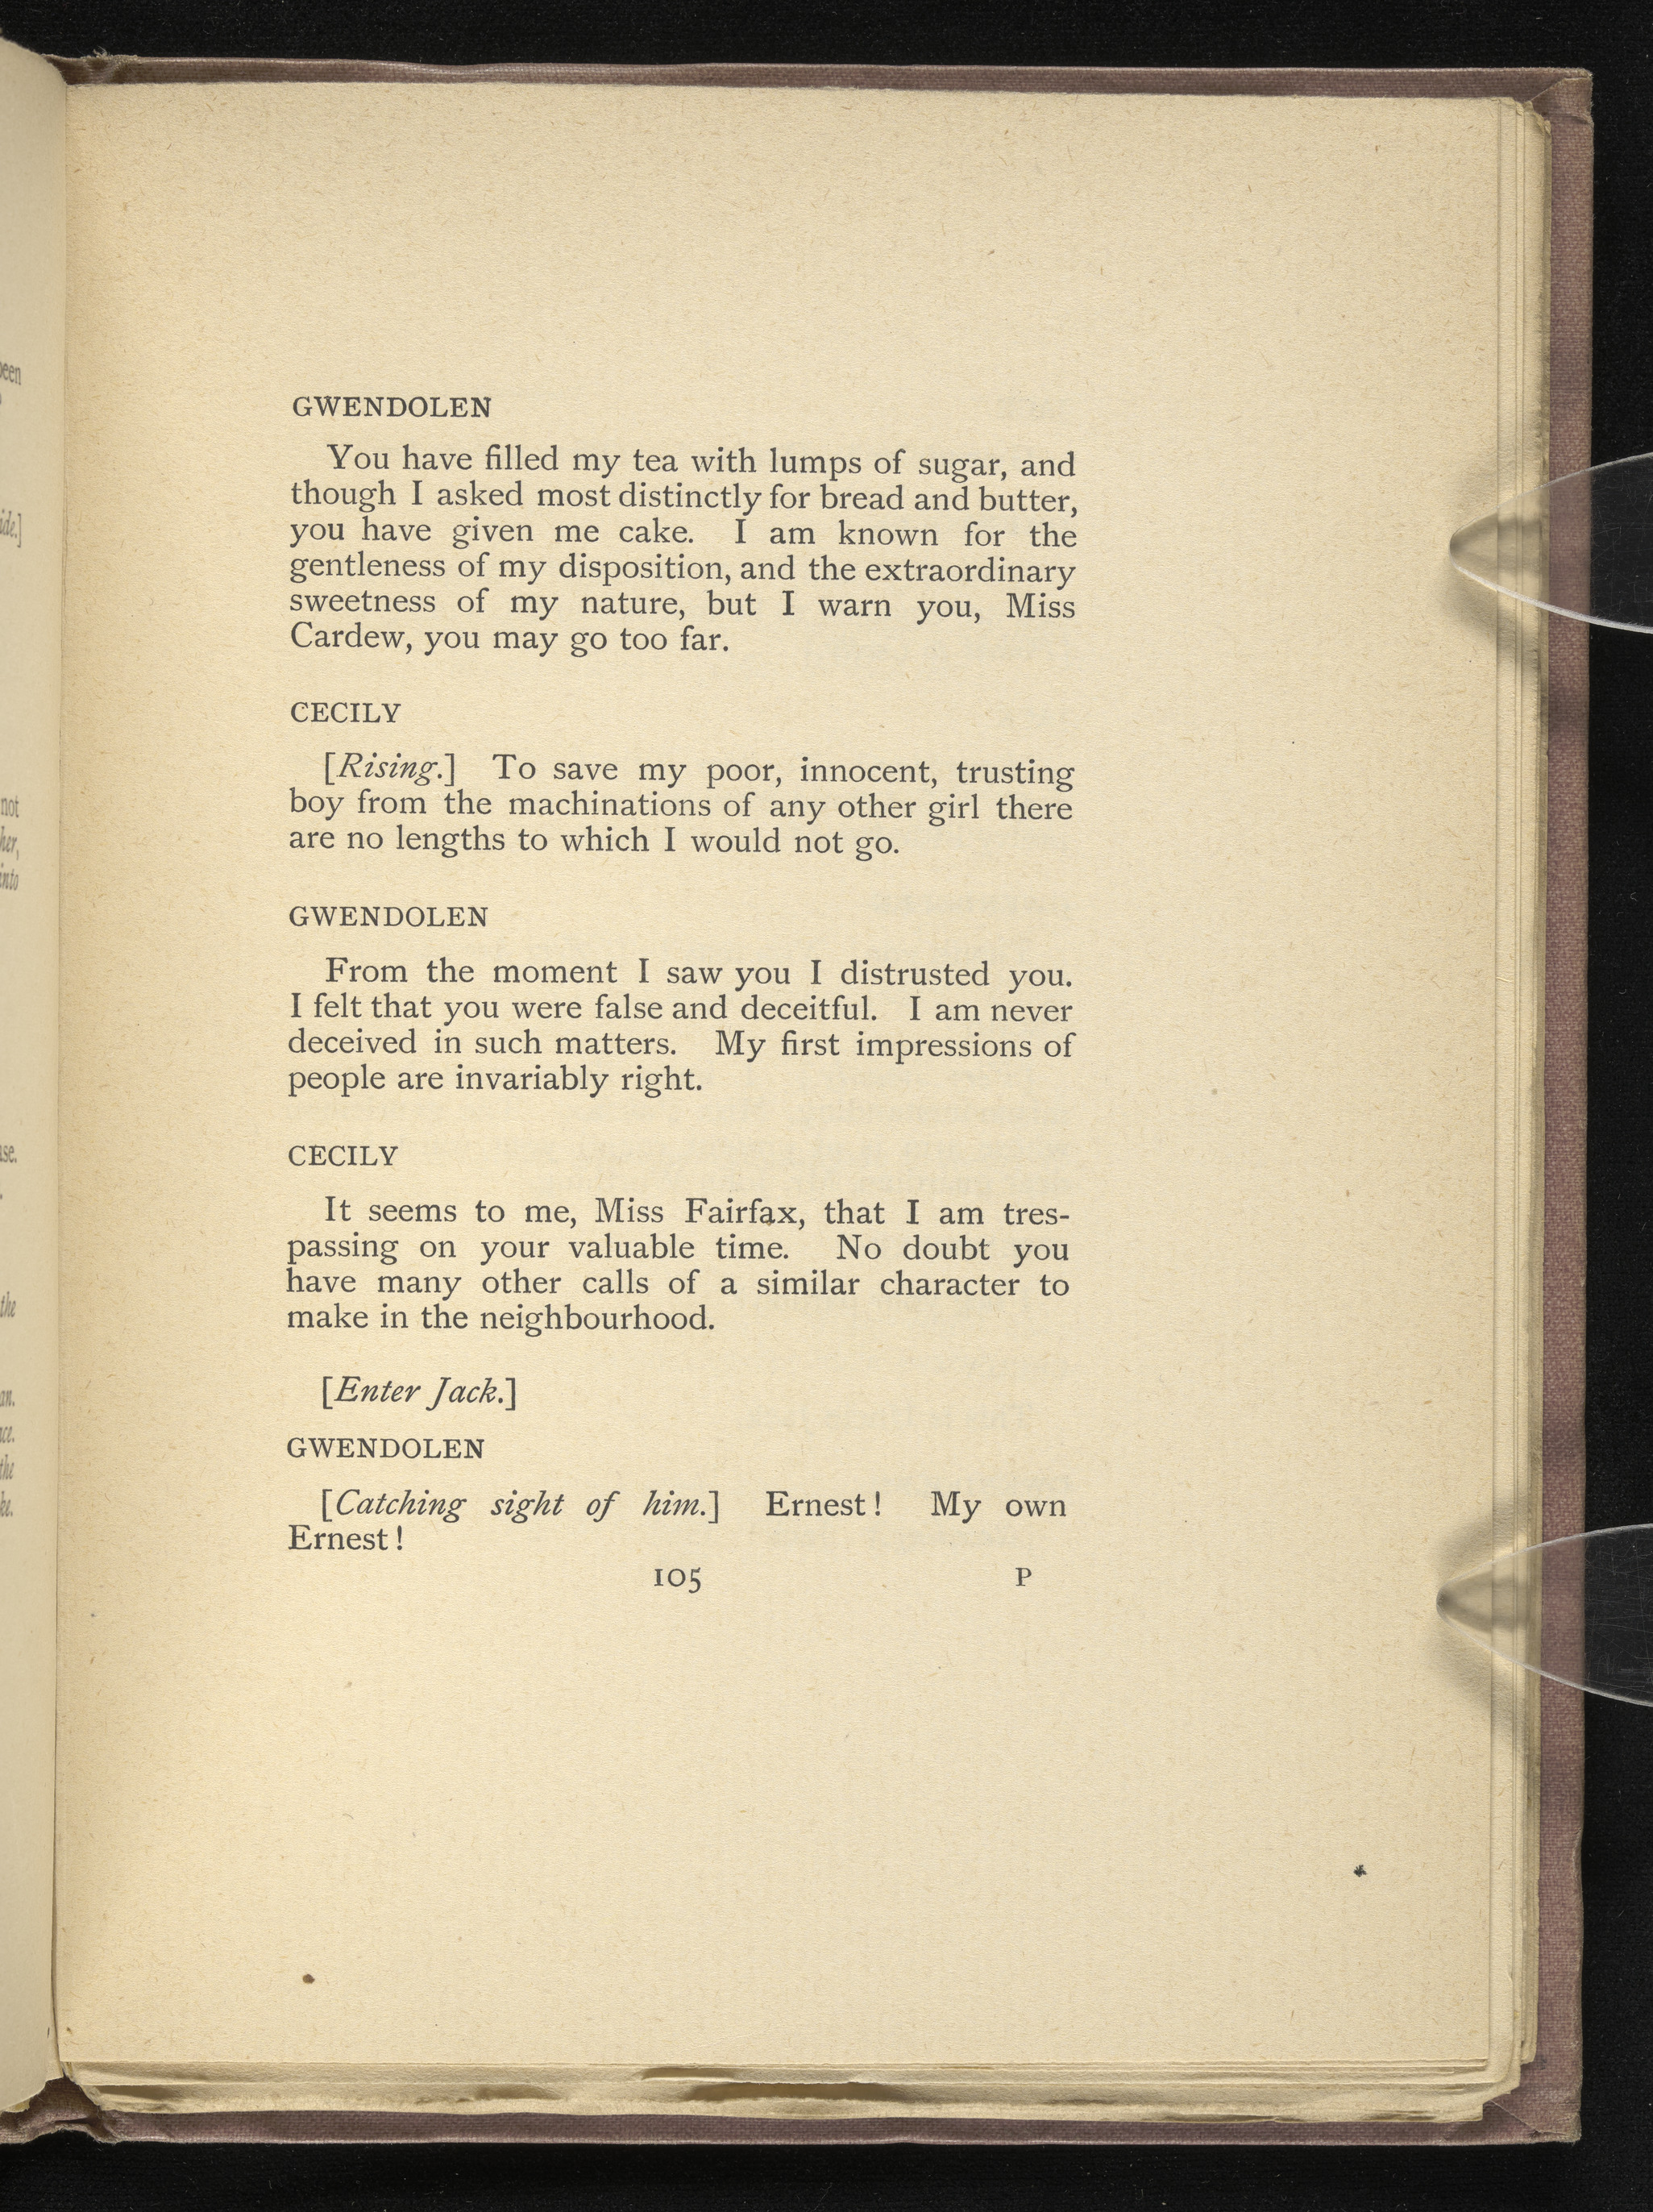 GWENDOLEN
You have filled my tea with lumps of sugar, and
though I asked most distinctly for bread and butter,
you have given me cake. I am known for the
gentleness of my disposition, and the extraordinary
sweetness of my nature, but I warn you, Miss
Cardew, you may go too far.
CECILY
[Rising.] To save my poor, innocent, trusting
boy from the machinations of any other girl there
are no lengths to which I would not go.
GWENDOLEN
From the moment I saw you I distrusted you.
I felt that you were false and deceitful. I am never
deceived in such matters. My first impressions of
people are invariably right.
CECILY
It seems to me, Miss Fairfax, that I am tres-
passing on your valuable time. No doubt you
have many other calls of a similar character to
make in the neighbourhood.
[Enter Jack.]
GWENDOLEN
[Catching sight of him.] Ernest! My own
Ernest!
105 P